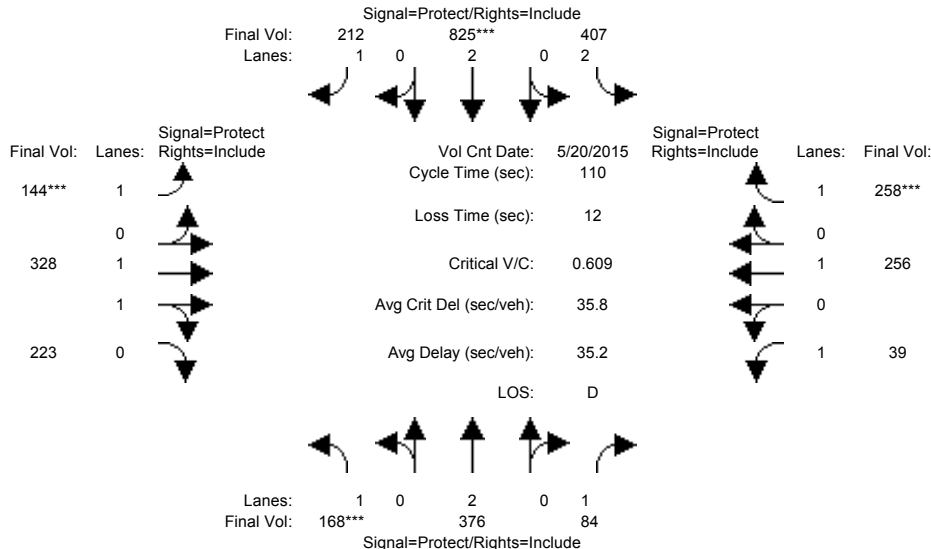 Signal=Protect/Rights=Include
Final Vol: 212 825*** 407
Lanes: 1 0 2 0 2
Signal=Protect Signal=Protect
Final Vol: Lanes: Rights=Include Vol Cnt Date: 5/20/2015 Rights=Include Lanes: Final Vol:
Cycle Time (sec): 110
144*** 1 1 258***
Loss Time (sec): 12
0 0
328 1 Critical V/C: 0.609 1 256
1 Avg Crit Del (sec/veh): 35.8 0
223 0 Avg Delay (sec/veh): 35.2 1 39
LOS: D
Lanes: 1 0 2 0 1
Final Vol: 168*** 376 84
Signal=Protect/Rights=Include